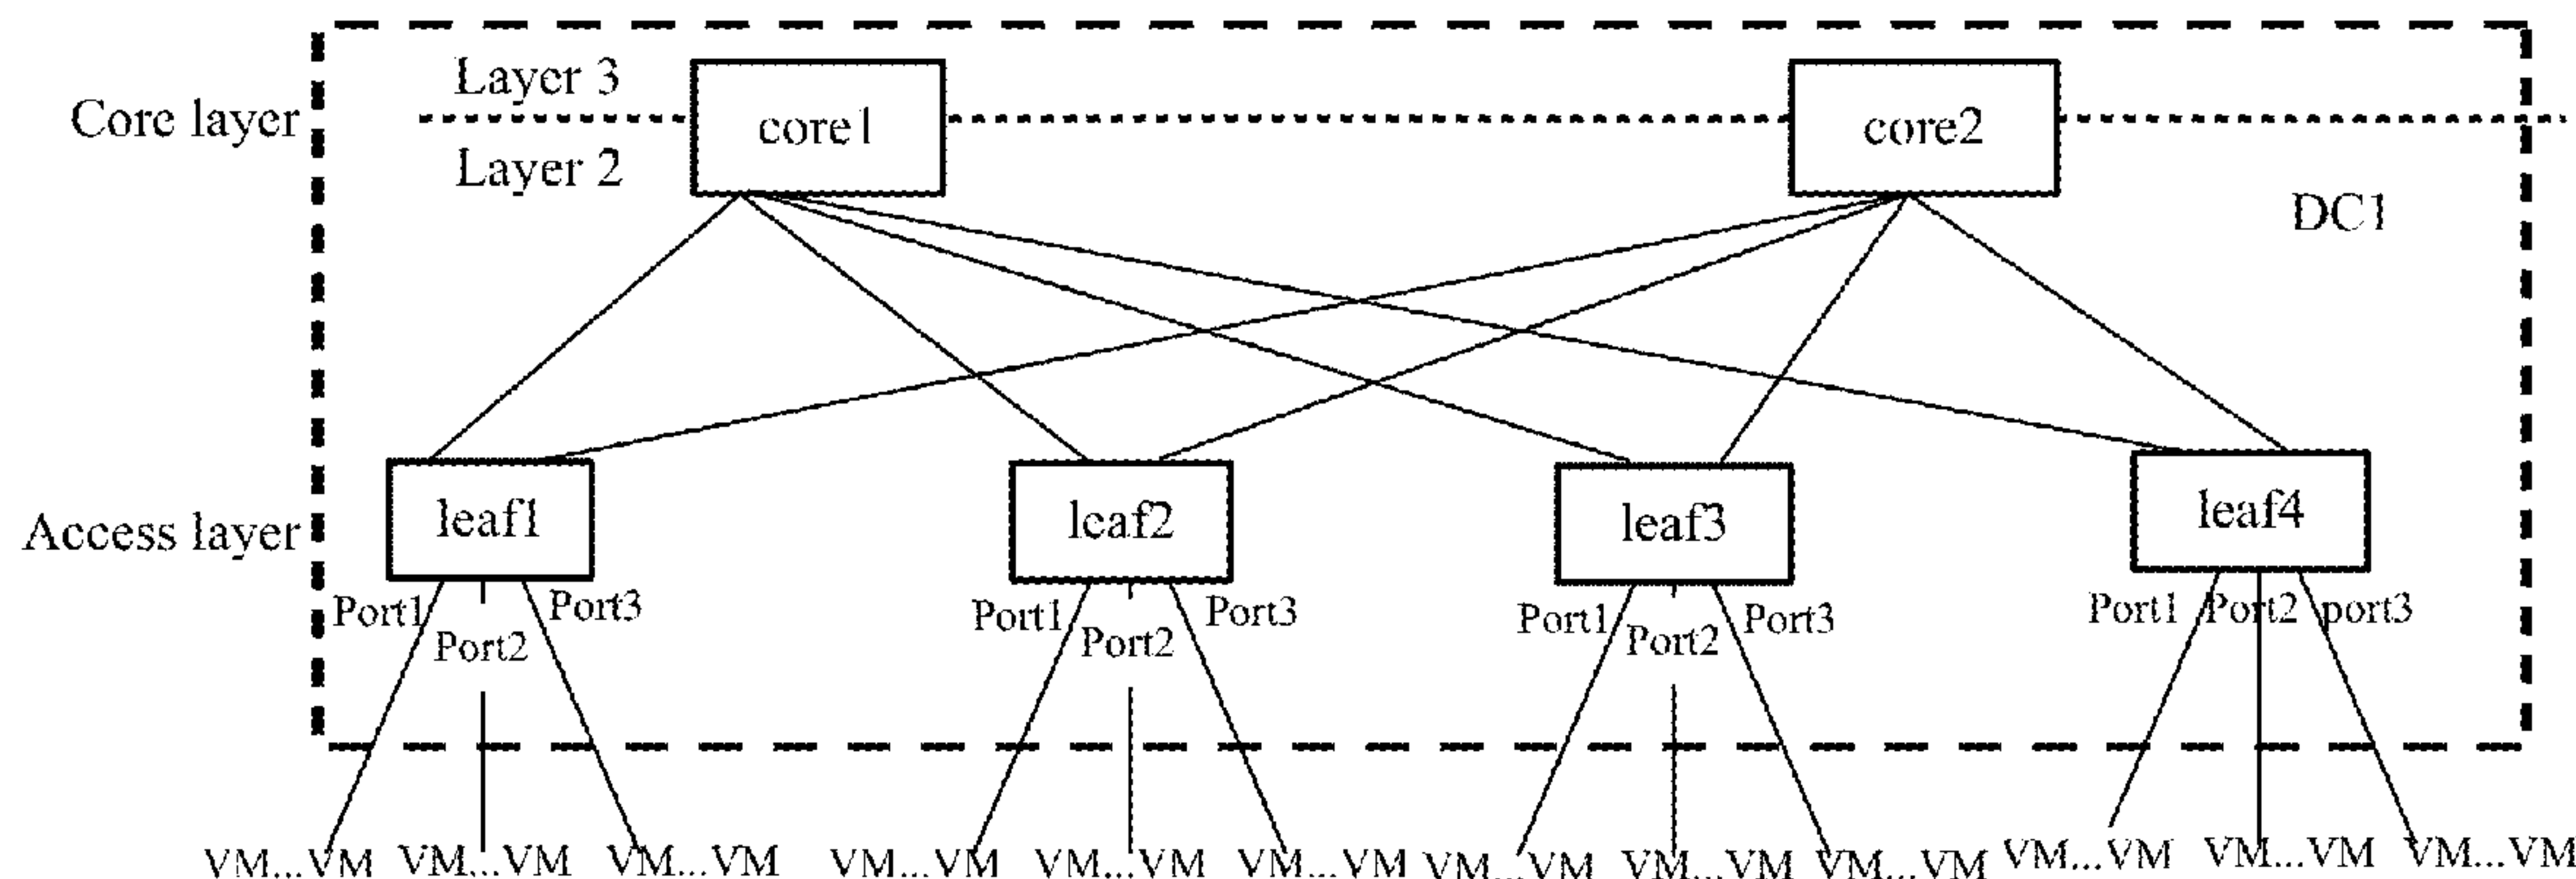 Layer 3
Core layer
core1
core2
Layer 2
DC1
Access layer
leaf1
leaf2
leaf3
leaf4
Port1
Port2
Port3
Port1
Port2
Port3
Port1
Port2
Port3
Port1
Port2
port3
VM...VM VM...VM VM...VM VM...VM VM...VM VM...VM VM...VM VM...VM VM...VM VM...VM VM...VM VM...VM